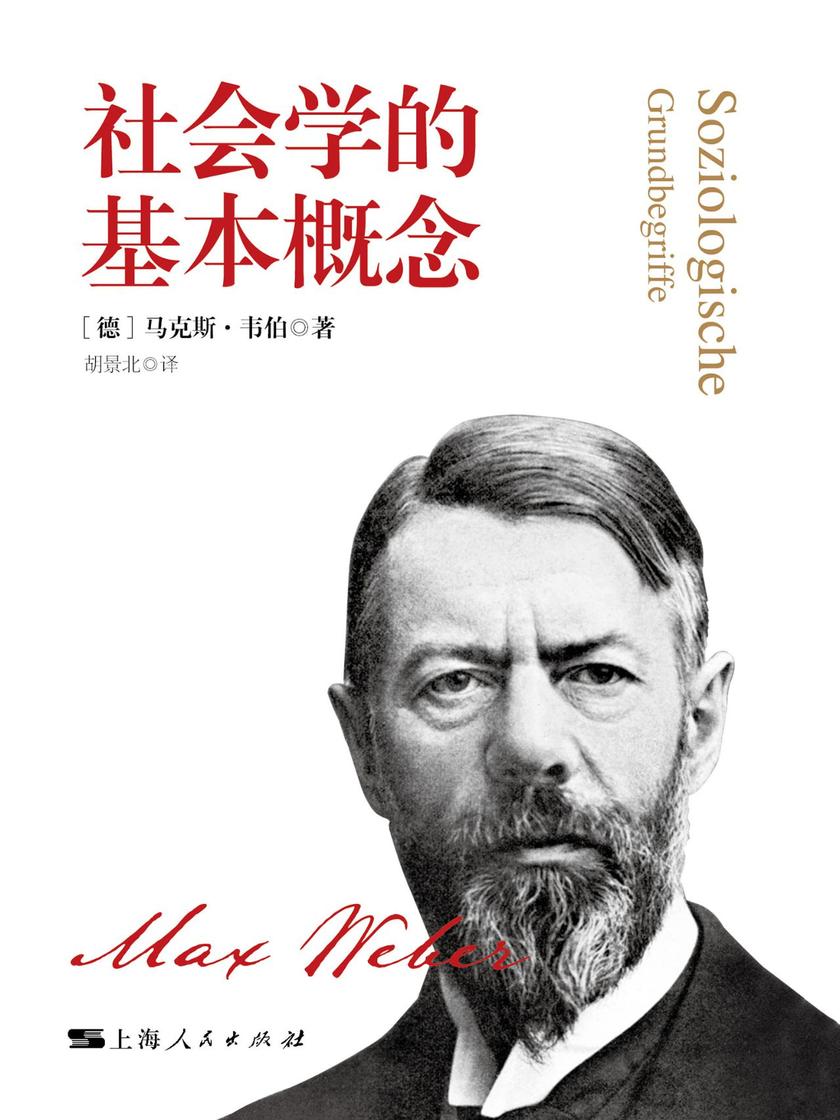 社会学的
基本概念
[德] 马克斯·韦伯◎著
胡景北◎译
Soziologische
Grundbegriffe
Max Weber
上海人民出版社